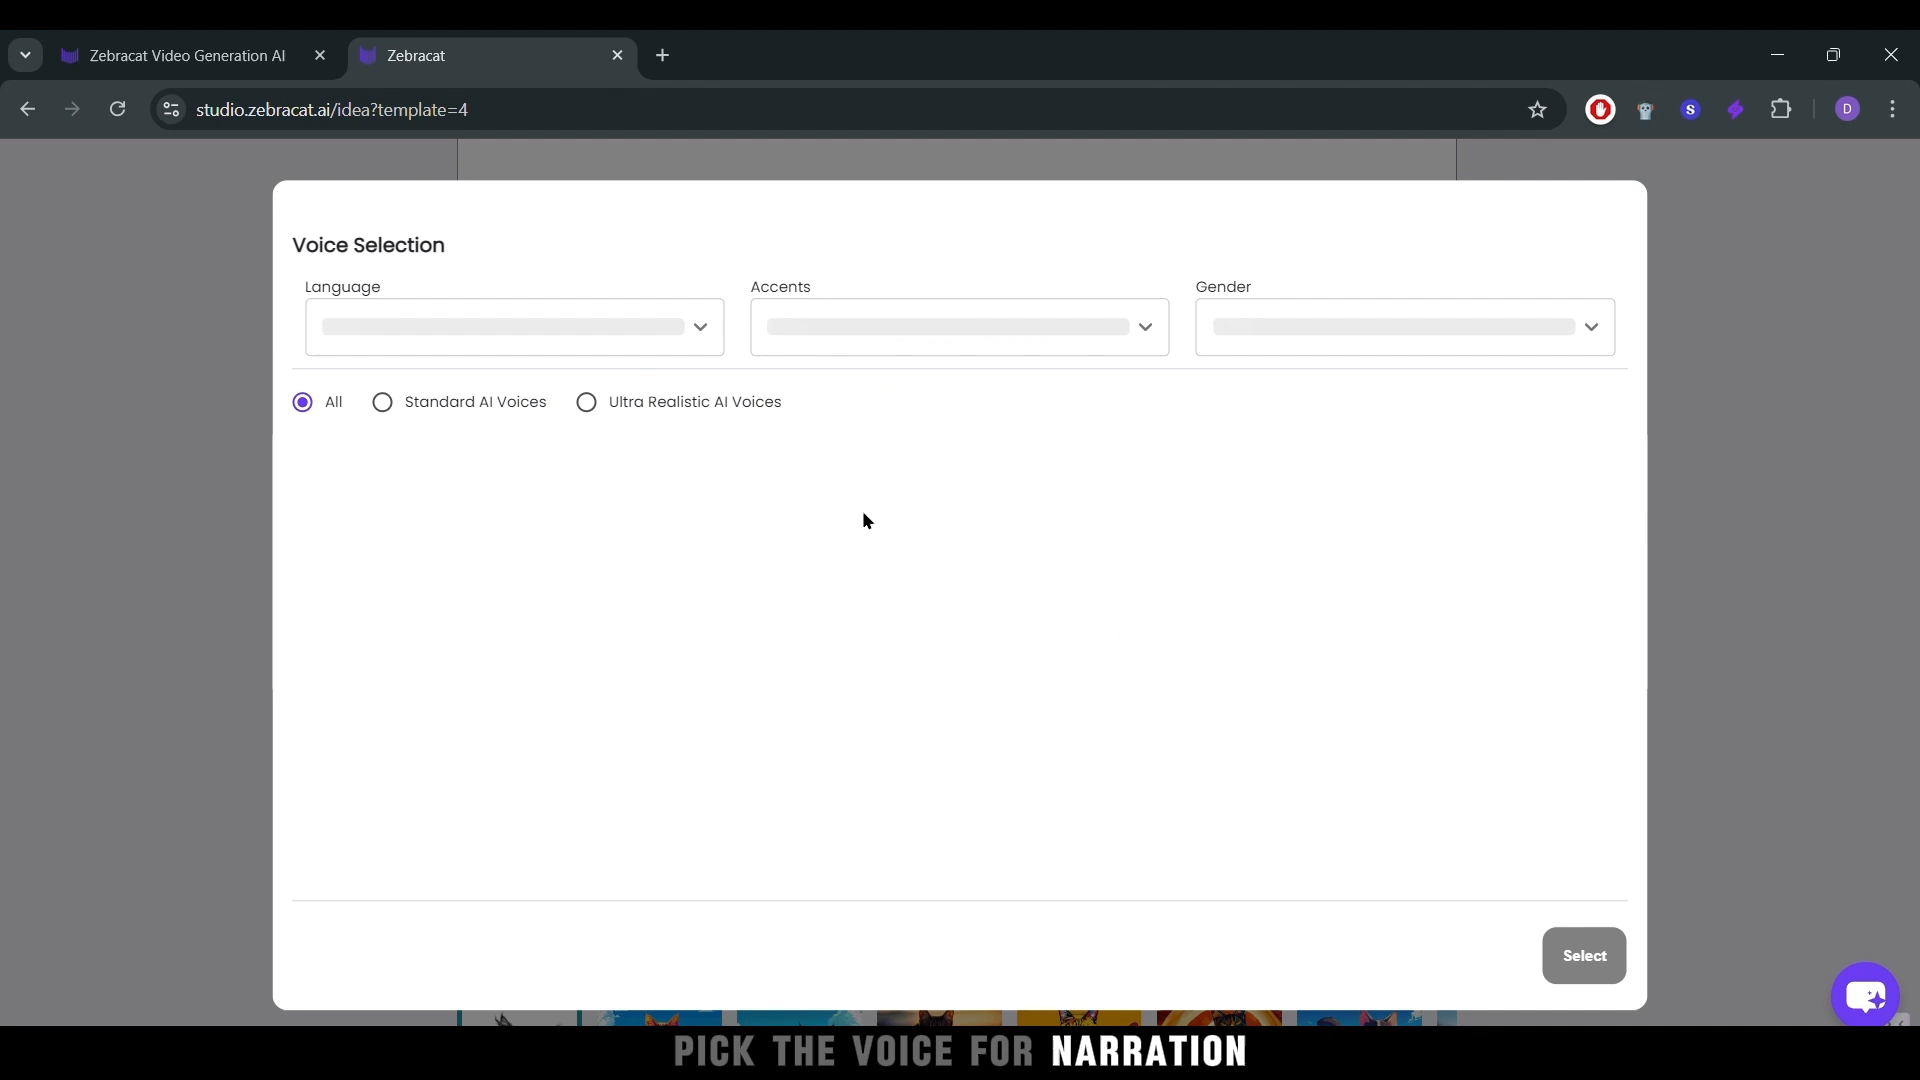 Zebracat Video Generation AI
Zebracat
studio.zebracat.ai/idea?template=4
S
D
Voice Selection
Language
Accents
Gender
All
Standard AI Voices
Ultra Realistic AI Voices
Select
PICK THE VOICE FOR NARRATION